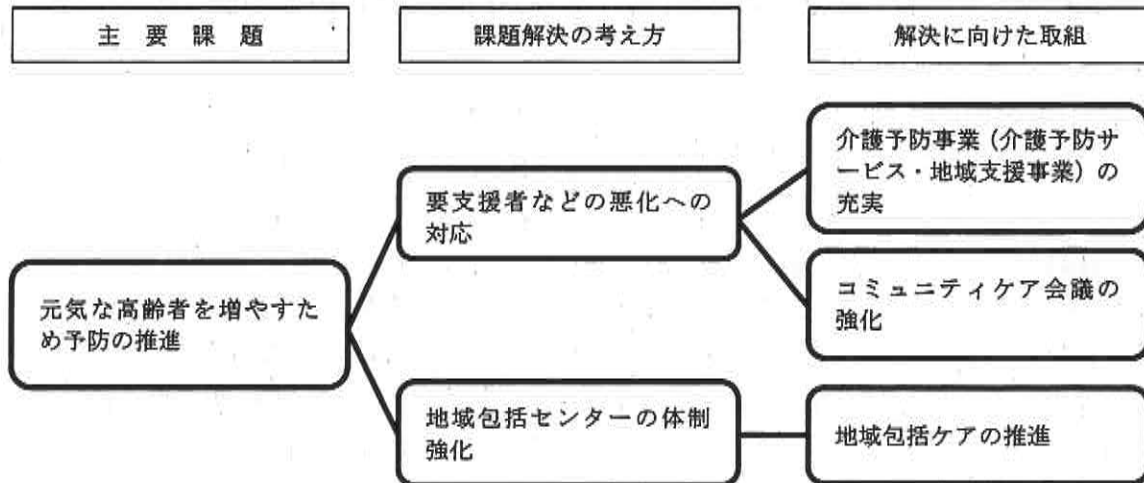 主要課題
課題解決の考え方
解決に向けた取組
介護予防事業（介護予防サ
ービス・地域支援事業）の
充実
要支援者などの悪化への
対応
コミュニティケア会議の
強化
元気な高齢者を増やすた
め予防の推進
地域包括センターの体制
強化
地域包括ケアの推進